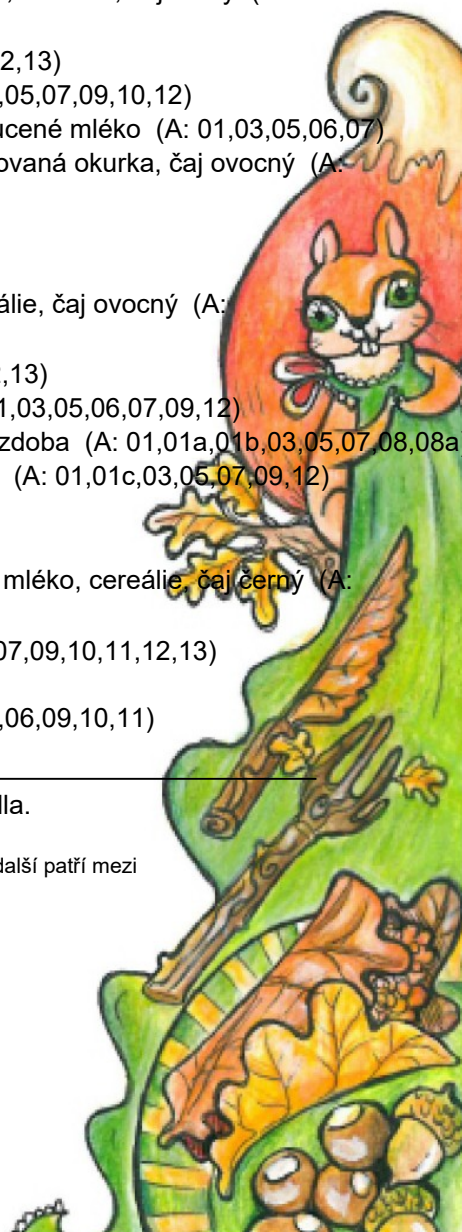 2,13)
,05,07,09,10,12)
ucené mléko (A: 01,03,05,06,07)
ovaná okurka, čaj ovocný (A:
álie, čaj ovocný (A:
,13)
1,03,05,06,07,09,12)
zdoba (A: 01,01a,01b,03,05,07,08,08a
(A: 01,01c,03,05,07,09,12)
mléko, cereálie, čaj černý (A:
07,09,10,11,12,13)
,06,09,10,11)
lla.
další patří mezi